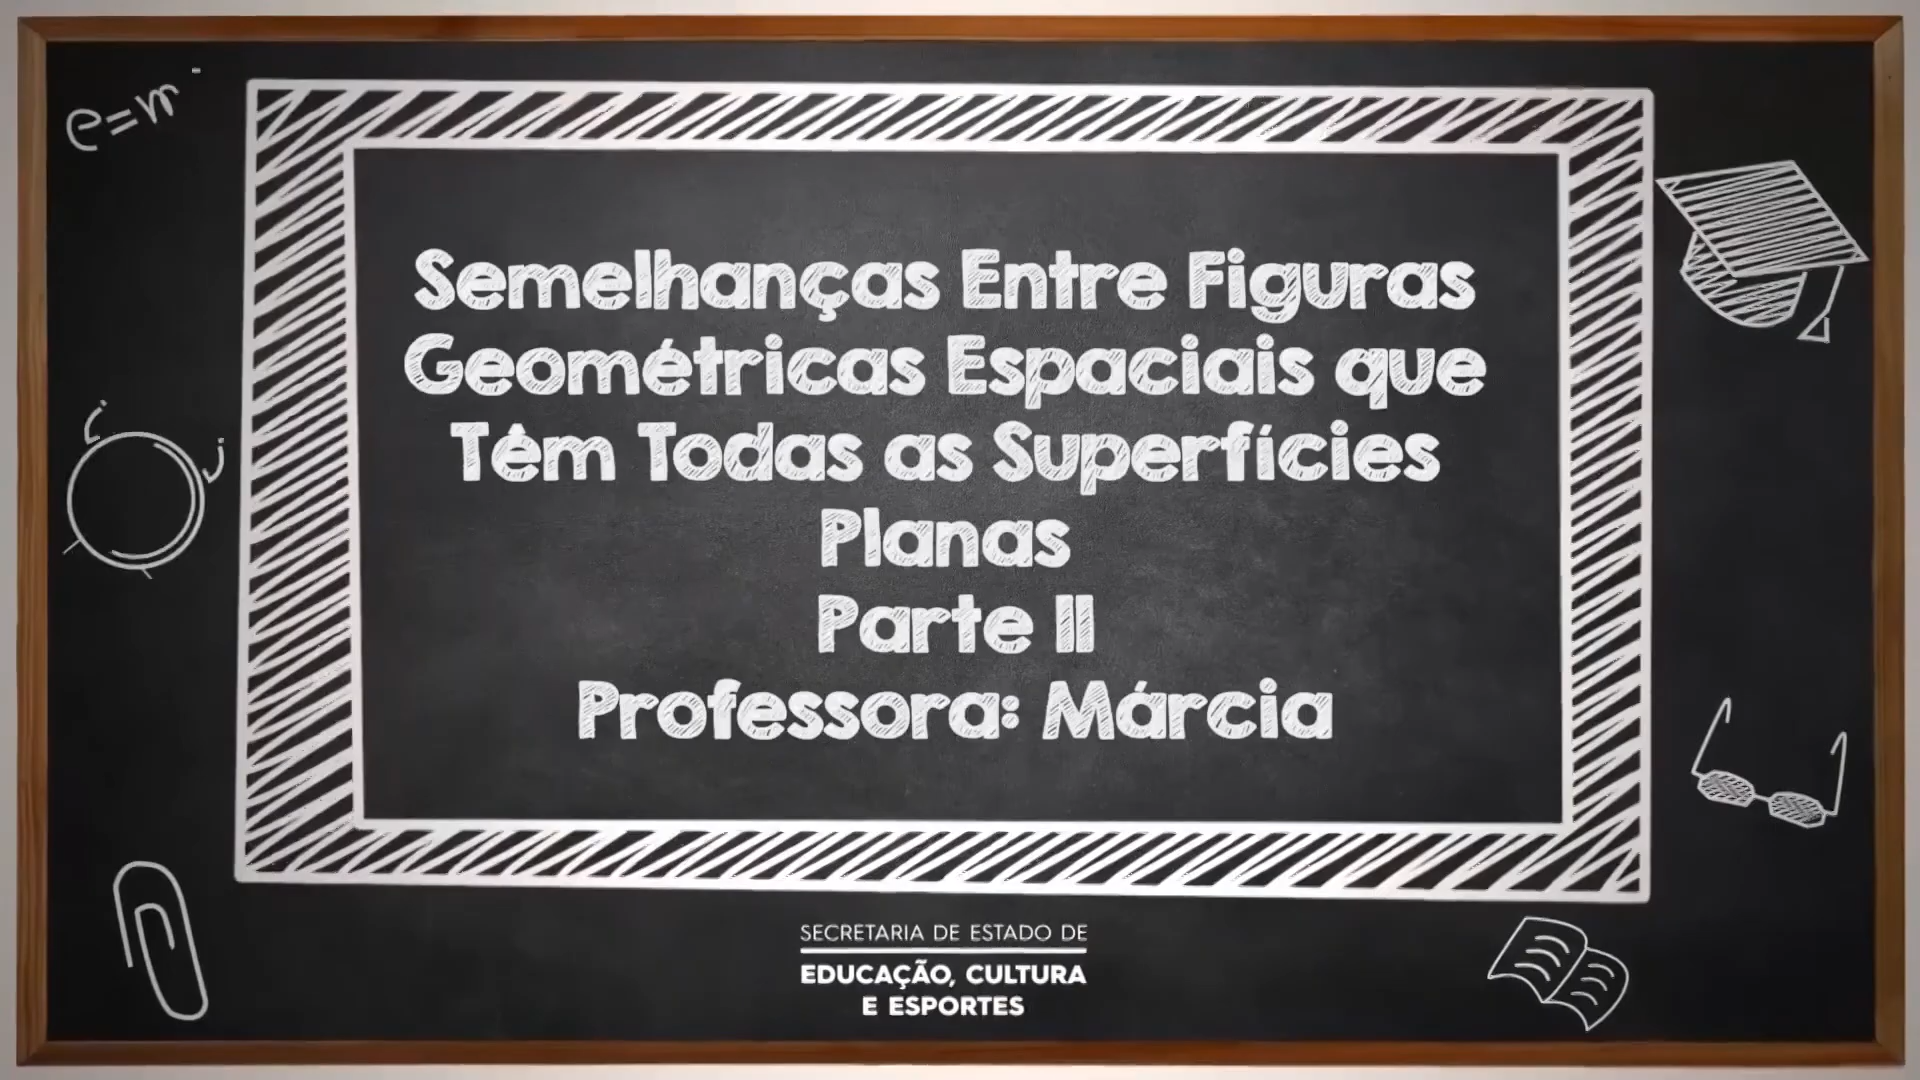 e=m
Semelhanças Entre Figuras
Geométricas Espaciais que
Têm Todas as Superfícies
Planas
Parte II
Professora: Márcia
SECRETARIA DE ESTADO DE
EDUCAÇÃO, CULTURA
E ESPORTES